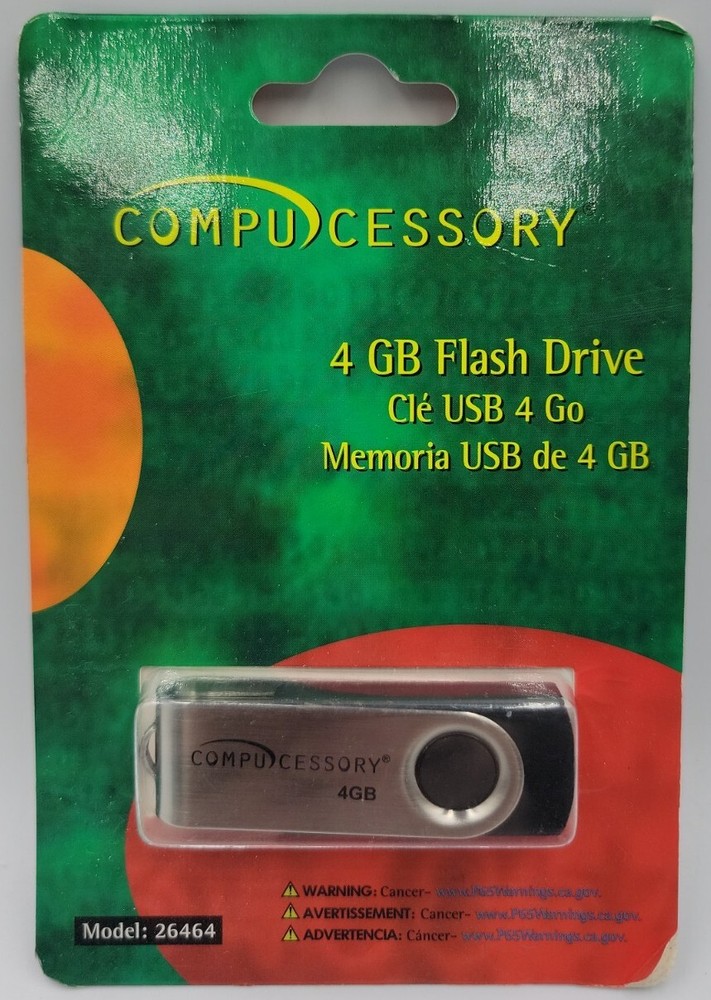 COMPUCESSORY®
4 GB Flash Drive
Clé USB 4 Go
Memoria USB de 4 GB
COMPUCESSORY®
4GB
WARNING: Cancer- www.P65Warnings.ca.gov.
AVERTISSEMENT: Cancer- www.P65Warnings.ca.gov.
ADVERTENCIA: Cáncer- www.P65Warnings.ca.gov.
Model: 26464